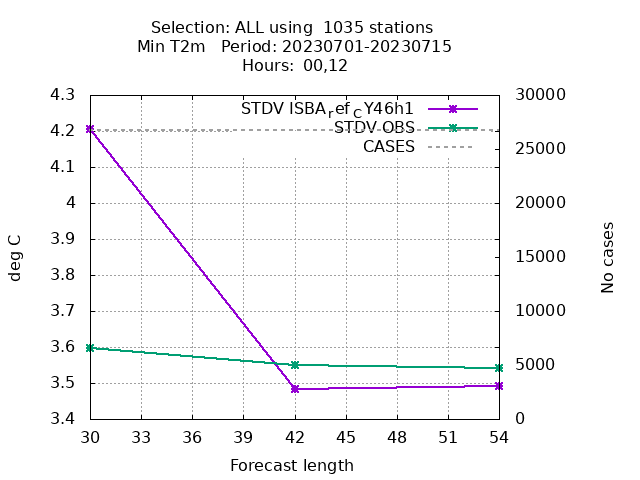 Selection: ALL using  1035 stations
Min T2m   Period: 20230701-20230715
Hours:  00,12
STDV ISBA_ref_CY46h1
STDV OBS
CASES
4.3
4.2
4.1
4
3.9
3.8
3.7
3.6
3.5
3.4
deg C
30000
25000
20000
15000
10000
5000
0
No cases
30 33 36 39 42 45 48 51 54
Forecast length